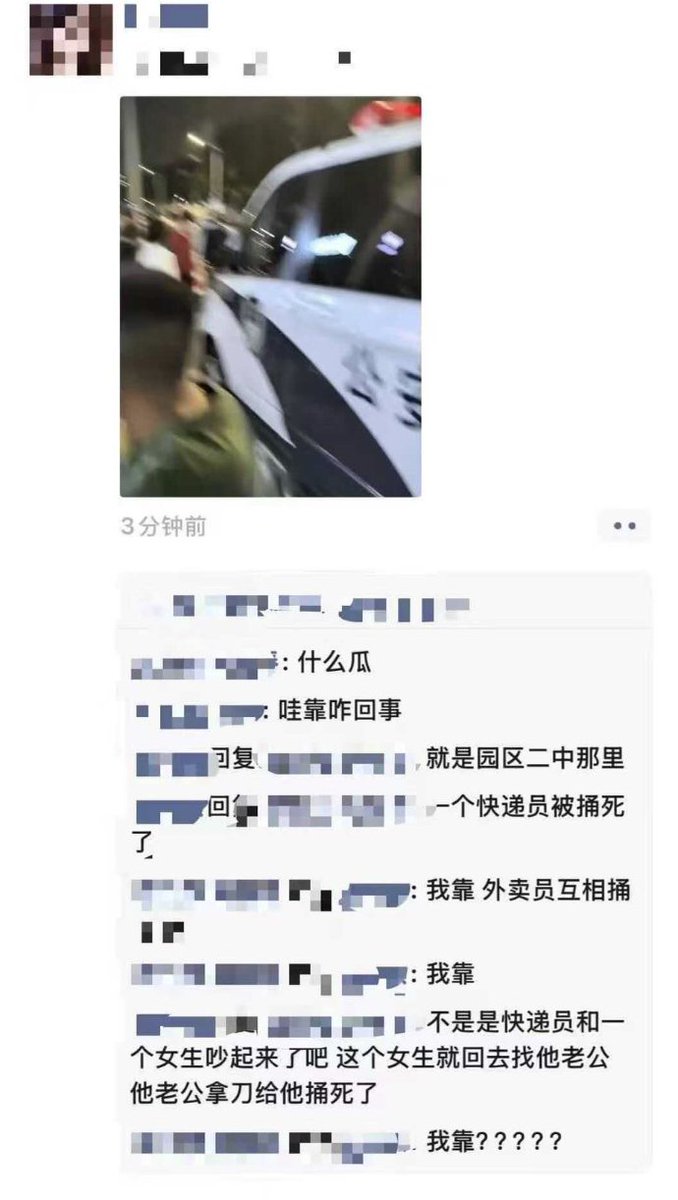 3分钟前
: 什么瓜
: 哇靠咋回事
回复 就是园区二中那里
回复 一个快递员被捅死
了
: 我靠 外卖员互相捅
: 我靠
不是是快递员和一
个女生吵起来了吧 这个女生就回去找他老公
他老公拿刀给他捅死了
我靠?????